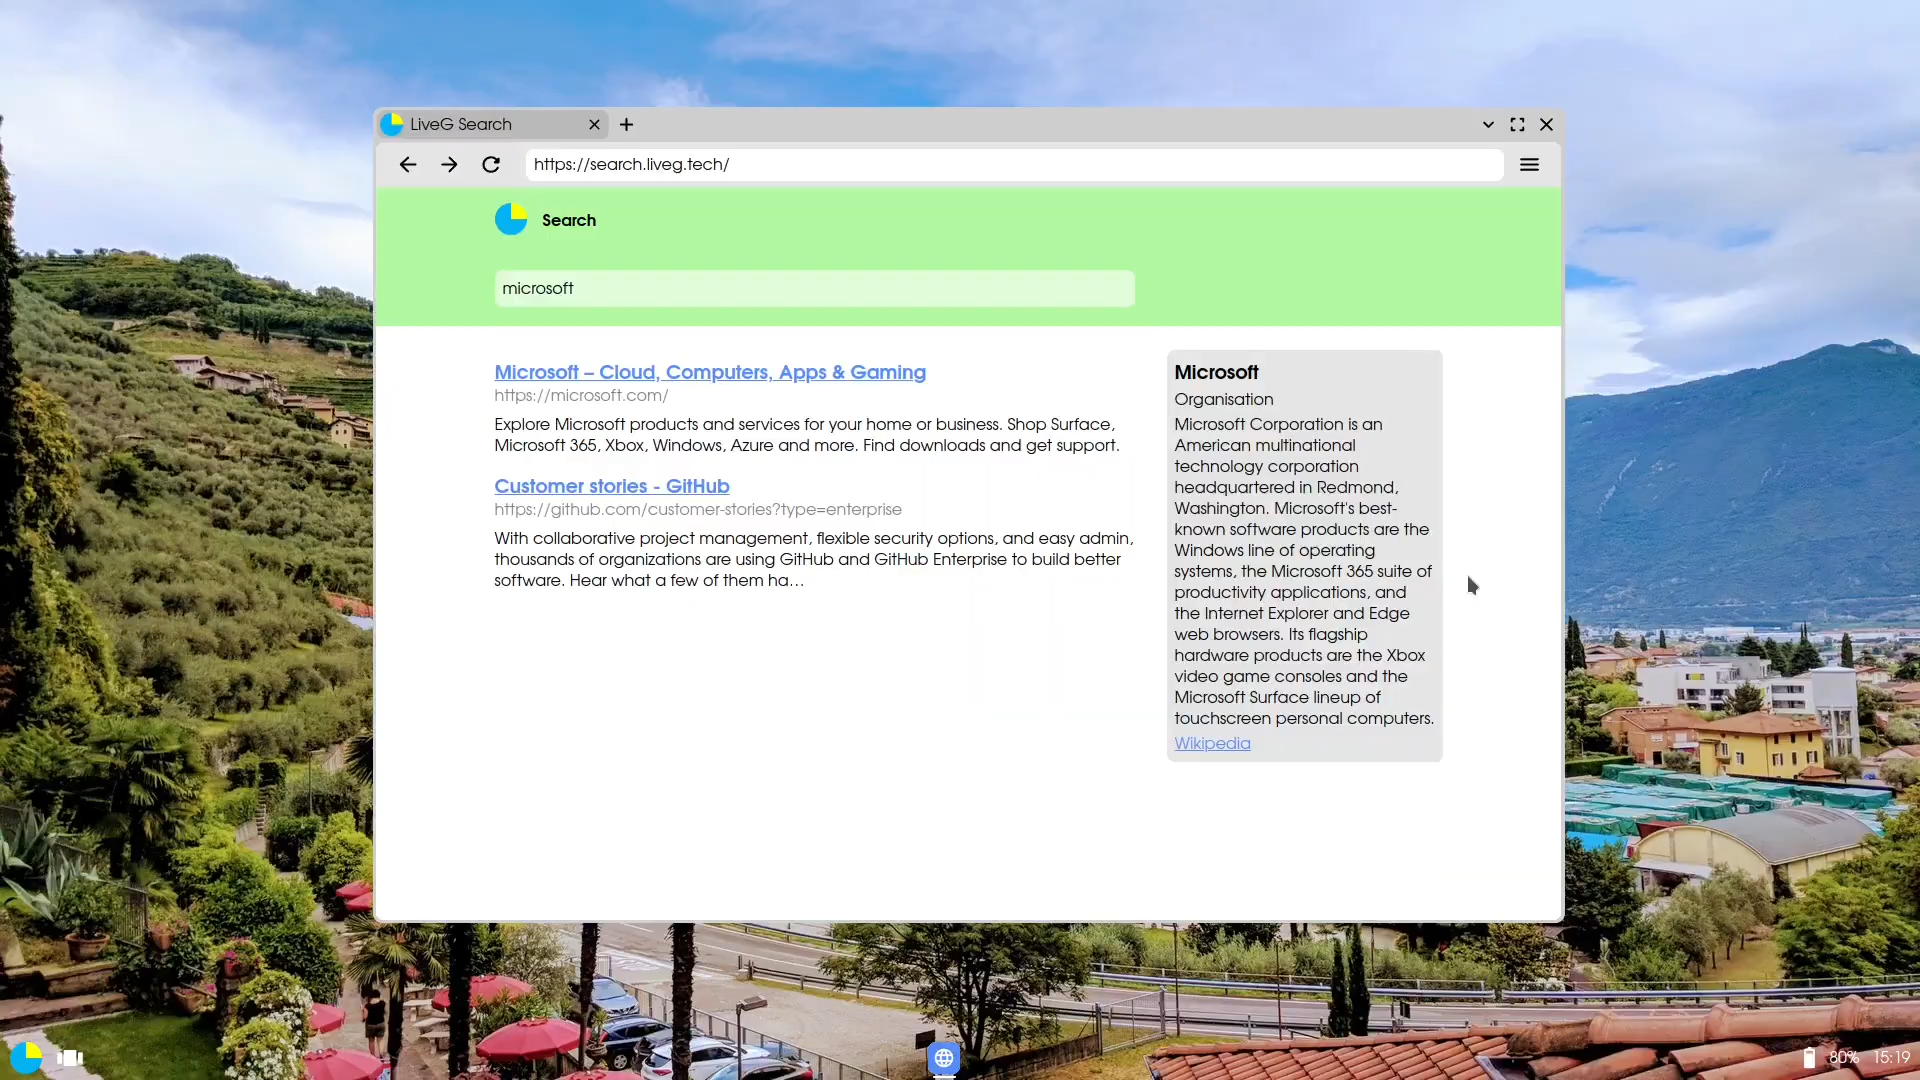 LiveG Search
https://search.liveg.tech/
Search
microsoft
Microsoft – Cloud, Computers, Apps & Gaming
https://microsoft.com/
Explore Microsoft products and services for your home or business. Shop Surface,
Microsoft 365, Xbox, Windows, Azure and more. Find downloads and get support.
Customer stories - GitHub
https://github.com/customer-stories?type=enterprise
With collaborative project management, flexible security options, and easy admin,
thousands of organizations are using GitHub and GitHub Enterprise to build better
software. Hear what a few of them ha…
Microsoft
Organisation
Microsoft Corporation is an
American multinational
technology corporation
headquartered in Redmond,
Washington. Microsoft's best-
known software products are the
Windows line of operating
systems, the Microsoft 365 suite of
productivity applications, and
the Internet Explorer and Edge
web browsers. Its flagship
hardware products are the Xbox
video game consoles and the
Microsoft Surface lineup of
touchscreen personal computers.
Wikipedia
80% 15:19